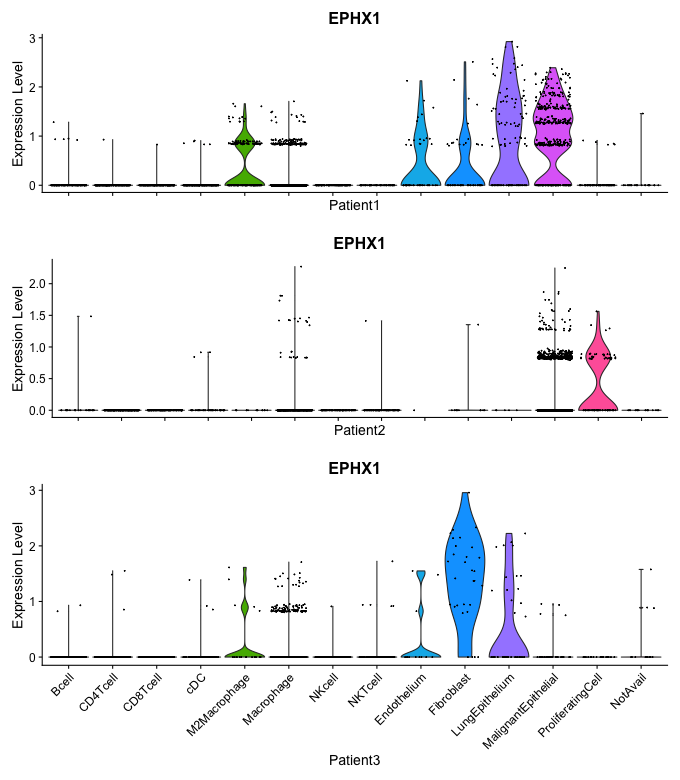 EPHX1
3
2
1
0
Expression Level
Patient1
EPHX1
2.0
1.5
1.0
0.5
0.0
Expression Level
Patient2
EPHX1
3
2
1
0
Expression Level
Bcell
CD4Tcell
CD8Tcell
cDC
M2Macrophage
Macrophage
NKcell
NKTcell
Endothelium
Fibroblast
LungEpithelium
MalignantEpithelial
ProliferatingCell
NotAvail
Patient3